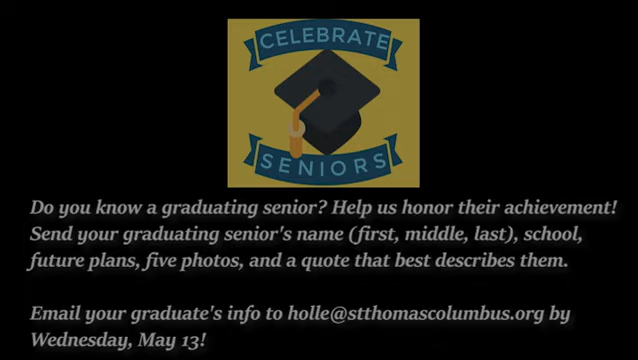 CELEBRATE
SENIORS
Do you know a graduating senior? Help us honor their achievement!
Send your graduating senior's name (first, middle, last), school,
future plans, five photos, and a quote that best describes them.
Email your graduate's info to holle@stthomascolumbus.org by
Wednesday, May 13!